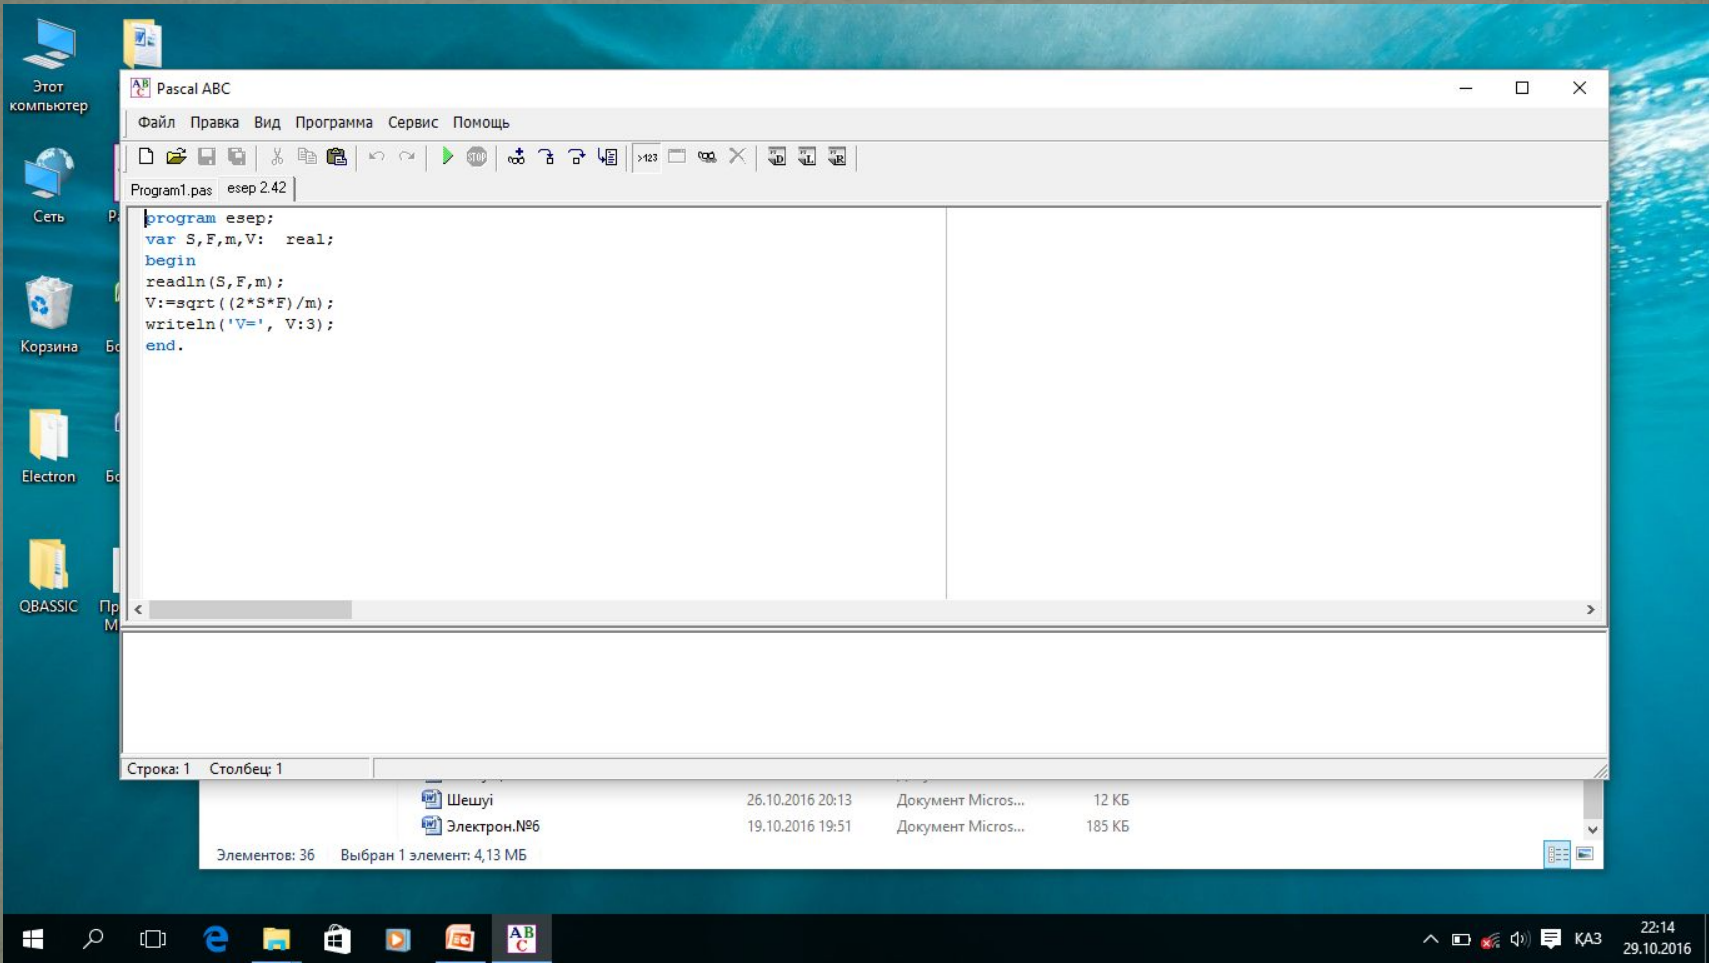 Этот
компьютер
Сеть
Корзина
Electron
QBASSIC
Pascal ABC
Файл Правка Вид Программа Сервис Помощь
Program1.pas esep 2.42
program esep;
var S,F,m,V:  real;
begin
readln(S,F,m);
V:=sqrt((2*S*F)/m);
writeln('V=', V:3);
end.
Строка: 1 Столбец: 1
Шешуі 26.10.2016 20:13 Документ Micros... 12 КБ
Электрон.№6 19.10.2016 19:51 Документ Micros... 185 КБ
Элементов: 36 Выбран 1 элемент: 4,13 МБ
ҚАЗ
22:14
29.10.2016